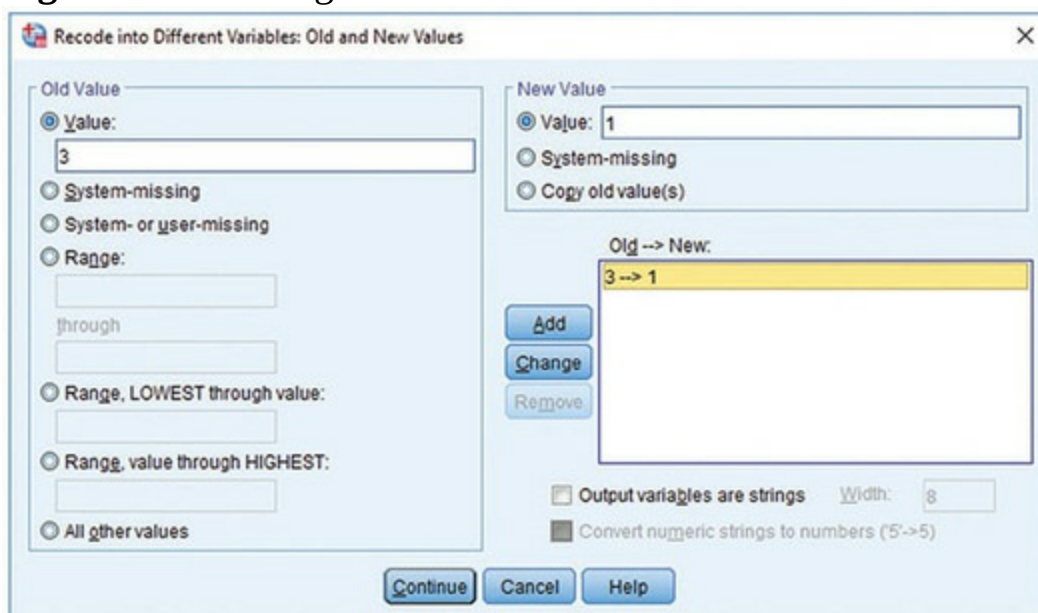 Recode into Different Variables: Old and New Values
Old Value
Value:
3
System-missing
System- or user-missing
Range:
through
Range, LOWEST through value:
Range, value through HIGHEST:
All other values
New Value
Value: 1
System-missing
Copy old value(s)
Old --> New:
3 --> 1
Add
Change
Remove
Output variables are strings Width: 8
Convert numeric strings to numbers ('5'->5)
Continue Cancel Help